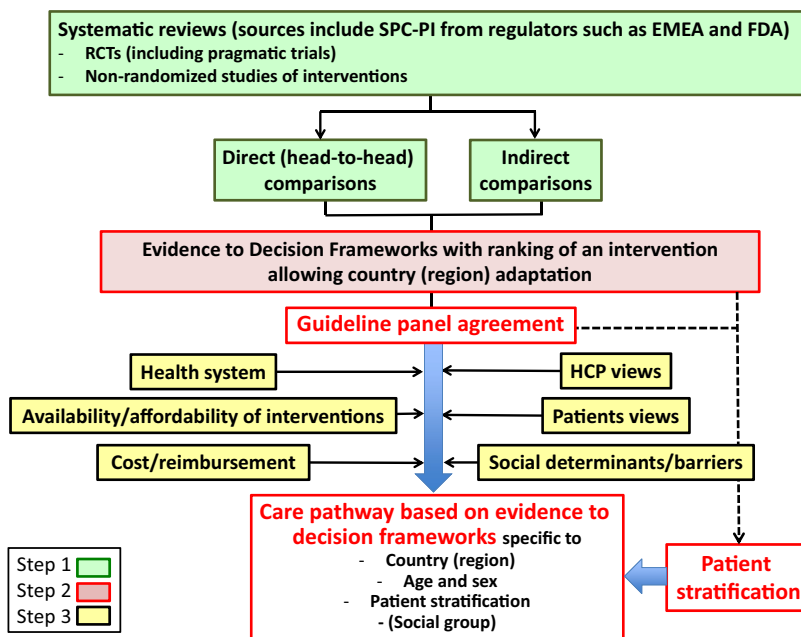 Systematic reviews (sources include SPC-PI from regulators such as EMEA and FDA)
- RCTs (including pragmatic trials)
- Non-randomized studies of interventions
Direct (head-to-head)
comparisons
Indirect
comparisons
Evidence to Decision Frameworks with ranking of an intervention
allowing country (region) adaptation
Guideline panel agreement
Health system
HCP views
Availability/affordability of interventions
Patients views
Cost/reimbursement
Social determinants/barriers
Care pathway based on evidence to
decision frameworks specific to
- Country (region)
- Age and sex
- Patient stratification
- (Social group)
Patient
stratification
Step 1
Step 2
Step 3